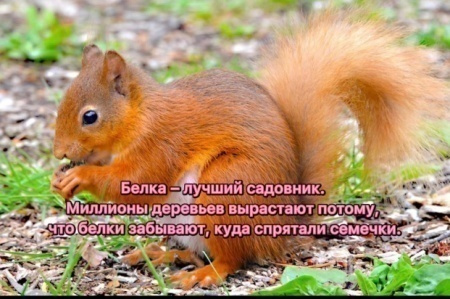 Белка – лучший садовник.
Миллионы деревьев вырастают потому,
что белки забывают, куда спрятали семечки.